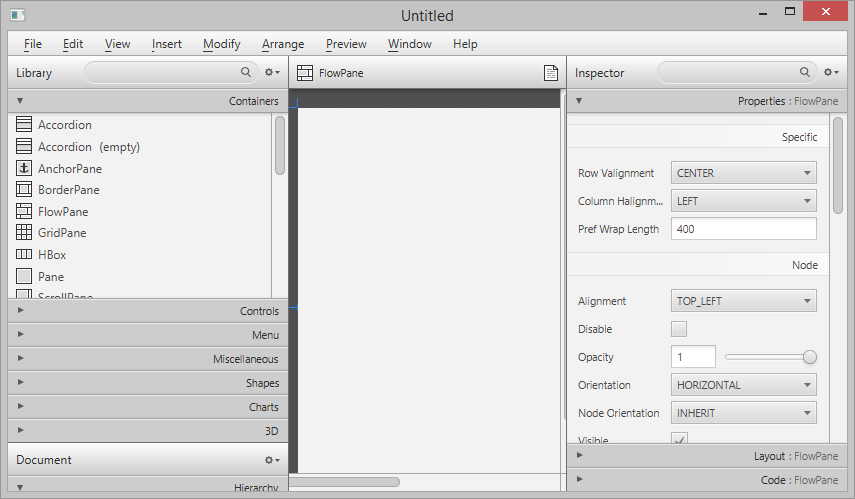 Untitled
File Edit View Insert Modify Arrange Preview Window Help
Library
Containers
Accordion
Accordion (empty)
AnchorPane
BorderPane
FlowPane
GridPane
HBox
Pane
ScrollPane
Controls
Menu
Miscellaneous
Shapes
Charts
3D
Document
Hierarchy
FlowPane
Inspector
Properties : FlowPane
Specific
Row Valignment CENTER
Column Halignm... LEFT
Pref Wrap Length 400
Node
Alignment TOP_LEFT
Disable
Opacity 1
Orientation HORIZONTAL
Node Orientation INHERIT
Visible
Layout : FlowPane
Code : FlowPane